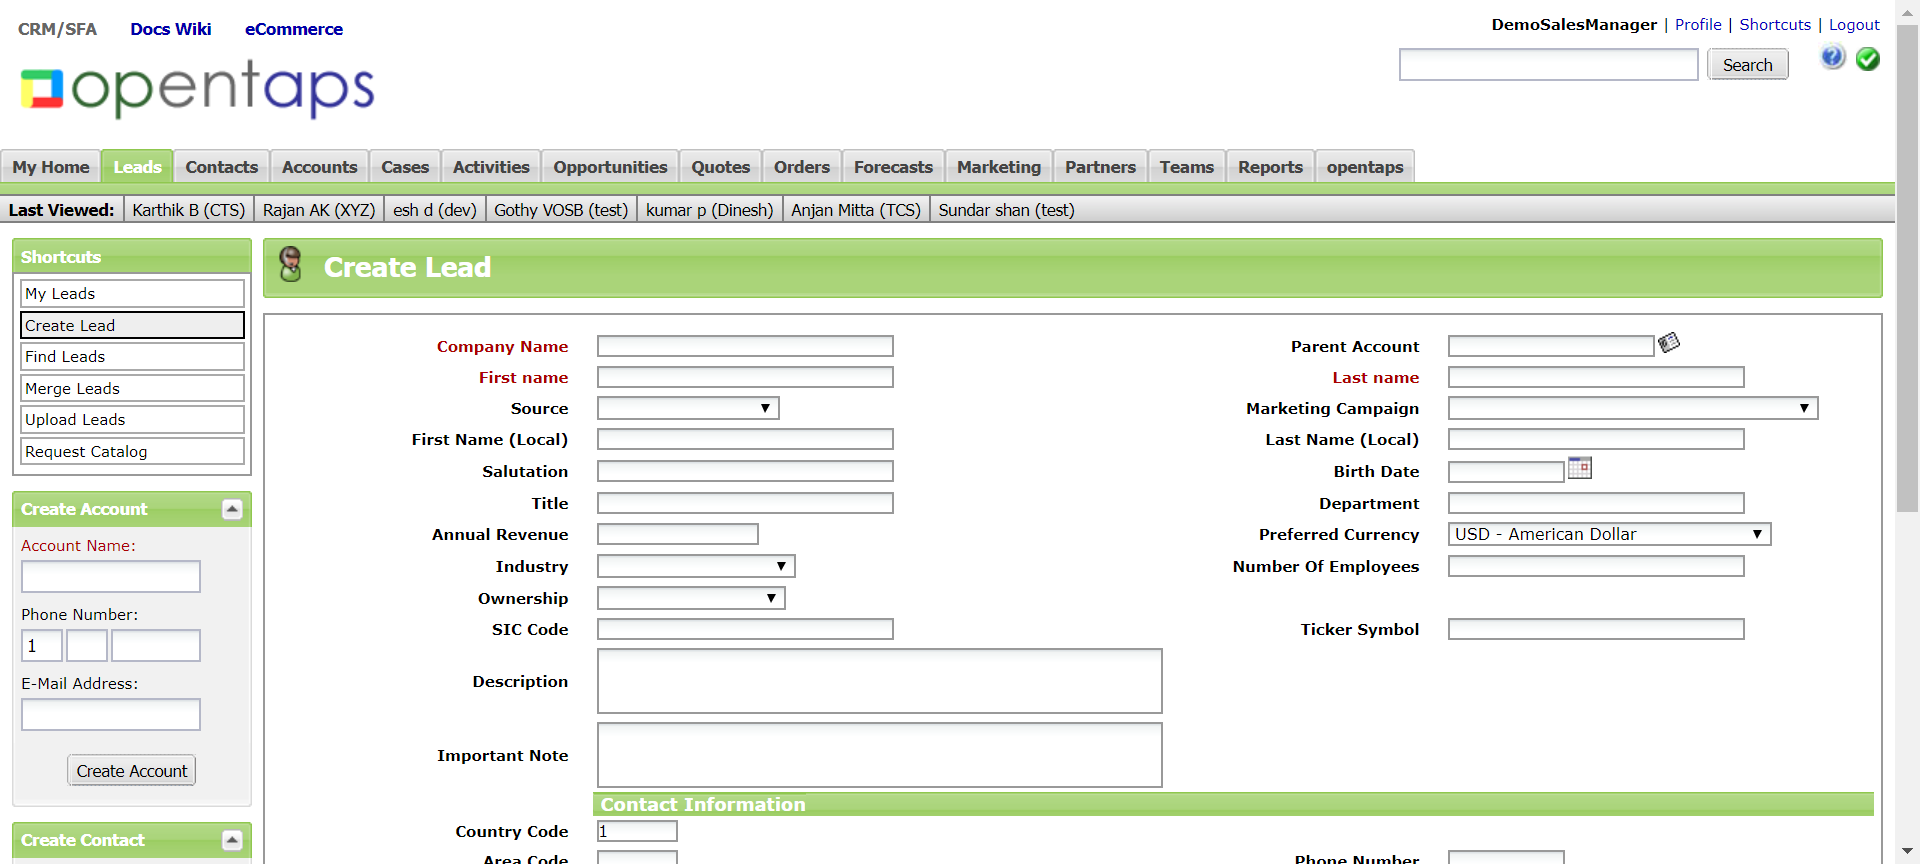 CRM/SFA Docs Wiki eCommerce
DemoSalesManager | Profile | Shortcuts | Logout
Search
opentaps
My Home Leads Contacts Accounts Cases Activities Opportunities Quotes Orders Forecasts Marketing Partners Teams Reports opentaps
Last Viewed: Karthik B (CTS) Rajan AK (XYZ) esh d (dev) Gothy VOSB (test) kumar p (Dinesh) Anjan Mitta (TCS) Sundar shan (test)
Shortcuts
My Leads
Create Lead
Find Leads
Merge Leads
Upload Leads
Request Catalog
Create Account
Account Name:
Phone Number:
1
E-Mail Address:
Create Account
Create Contact
Create Lead
Company Name Parent Account
First name Last name
Source Marketing Campaign
First Name (Local) Last Name (Local)
Salutation Birth Date
Title Department
Annual Revenue Preferred Currency USD - American Dollar
Industry Number Of Employees
Ownership
SIC Code Ticker Symbol
Description
Important Note
Contact Information
Country Code 1
Area Code Phone Number